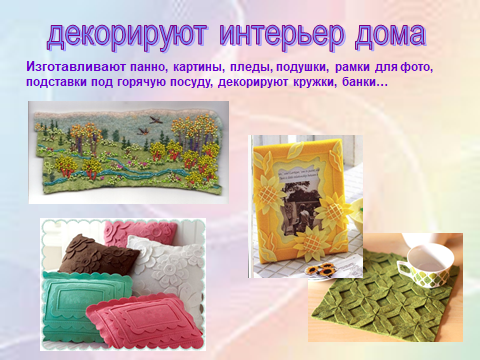 декорируют интерьер дома
Изготавливают панно, картины, пледы, подушки, рамки для фото,
подставки под горячую посуду, декорируют кружки, банки...